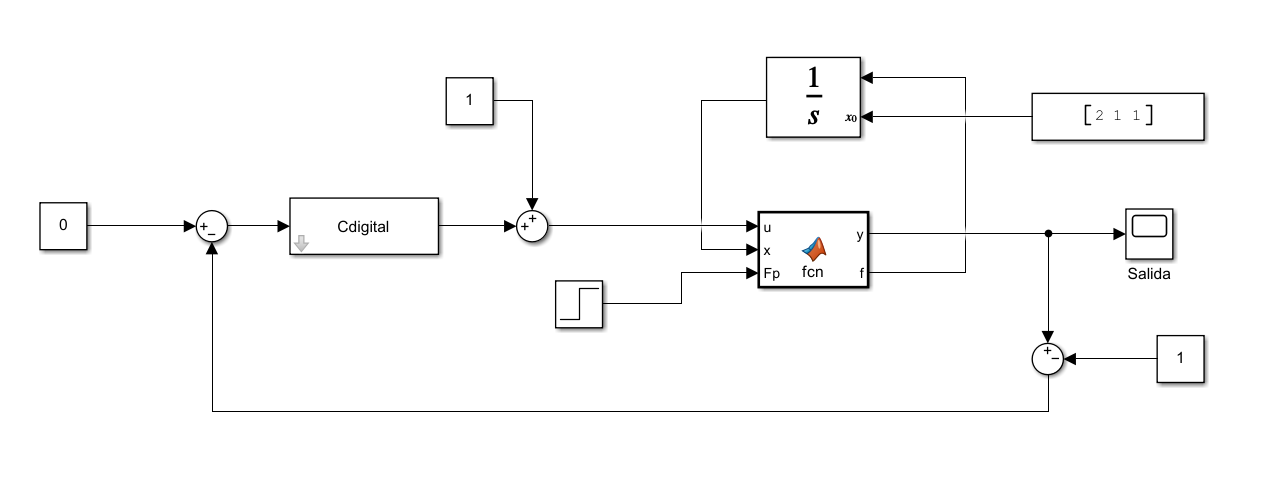 1
s
x0
[2 1 1]
1
0
+
−
Cdigital
+
+
u
x
Fp
y
f
fcn
Salida
+
−
1